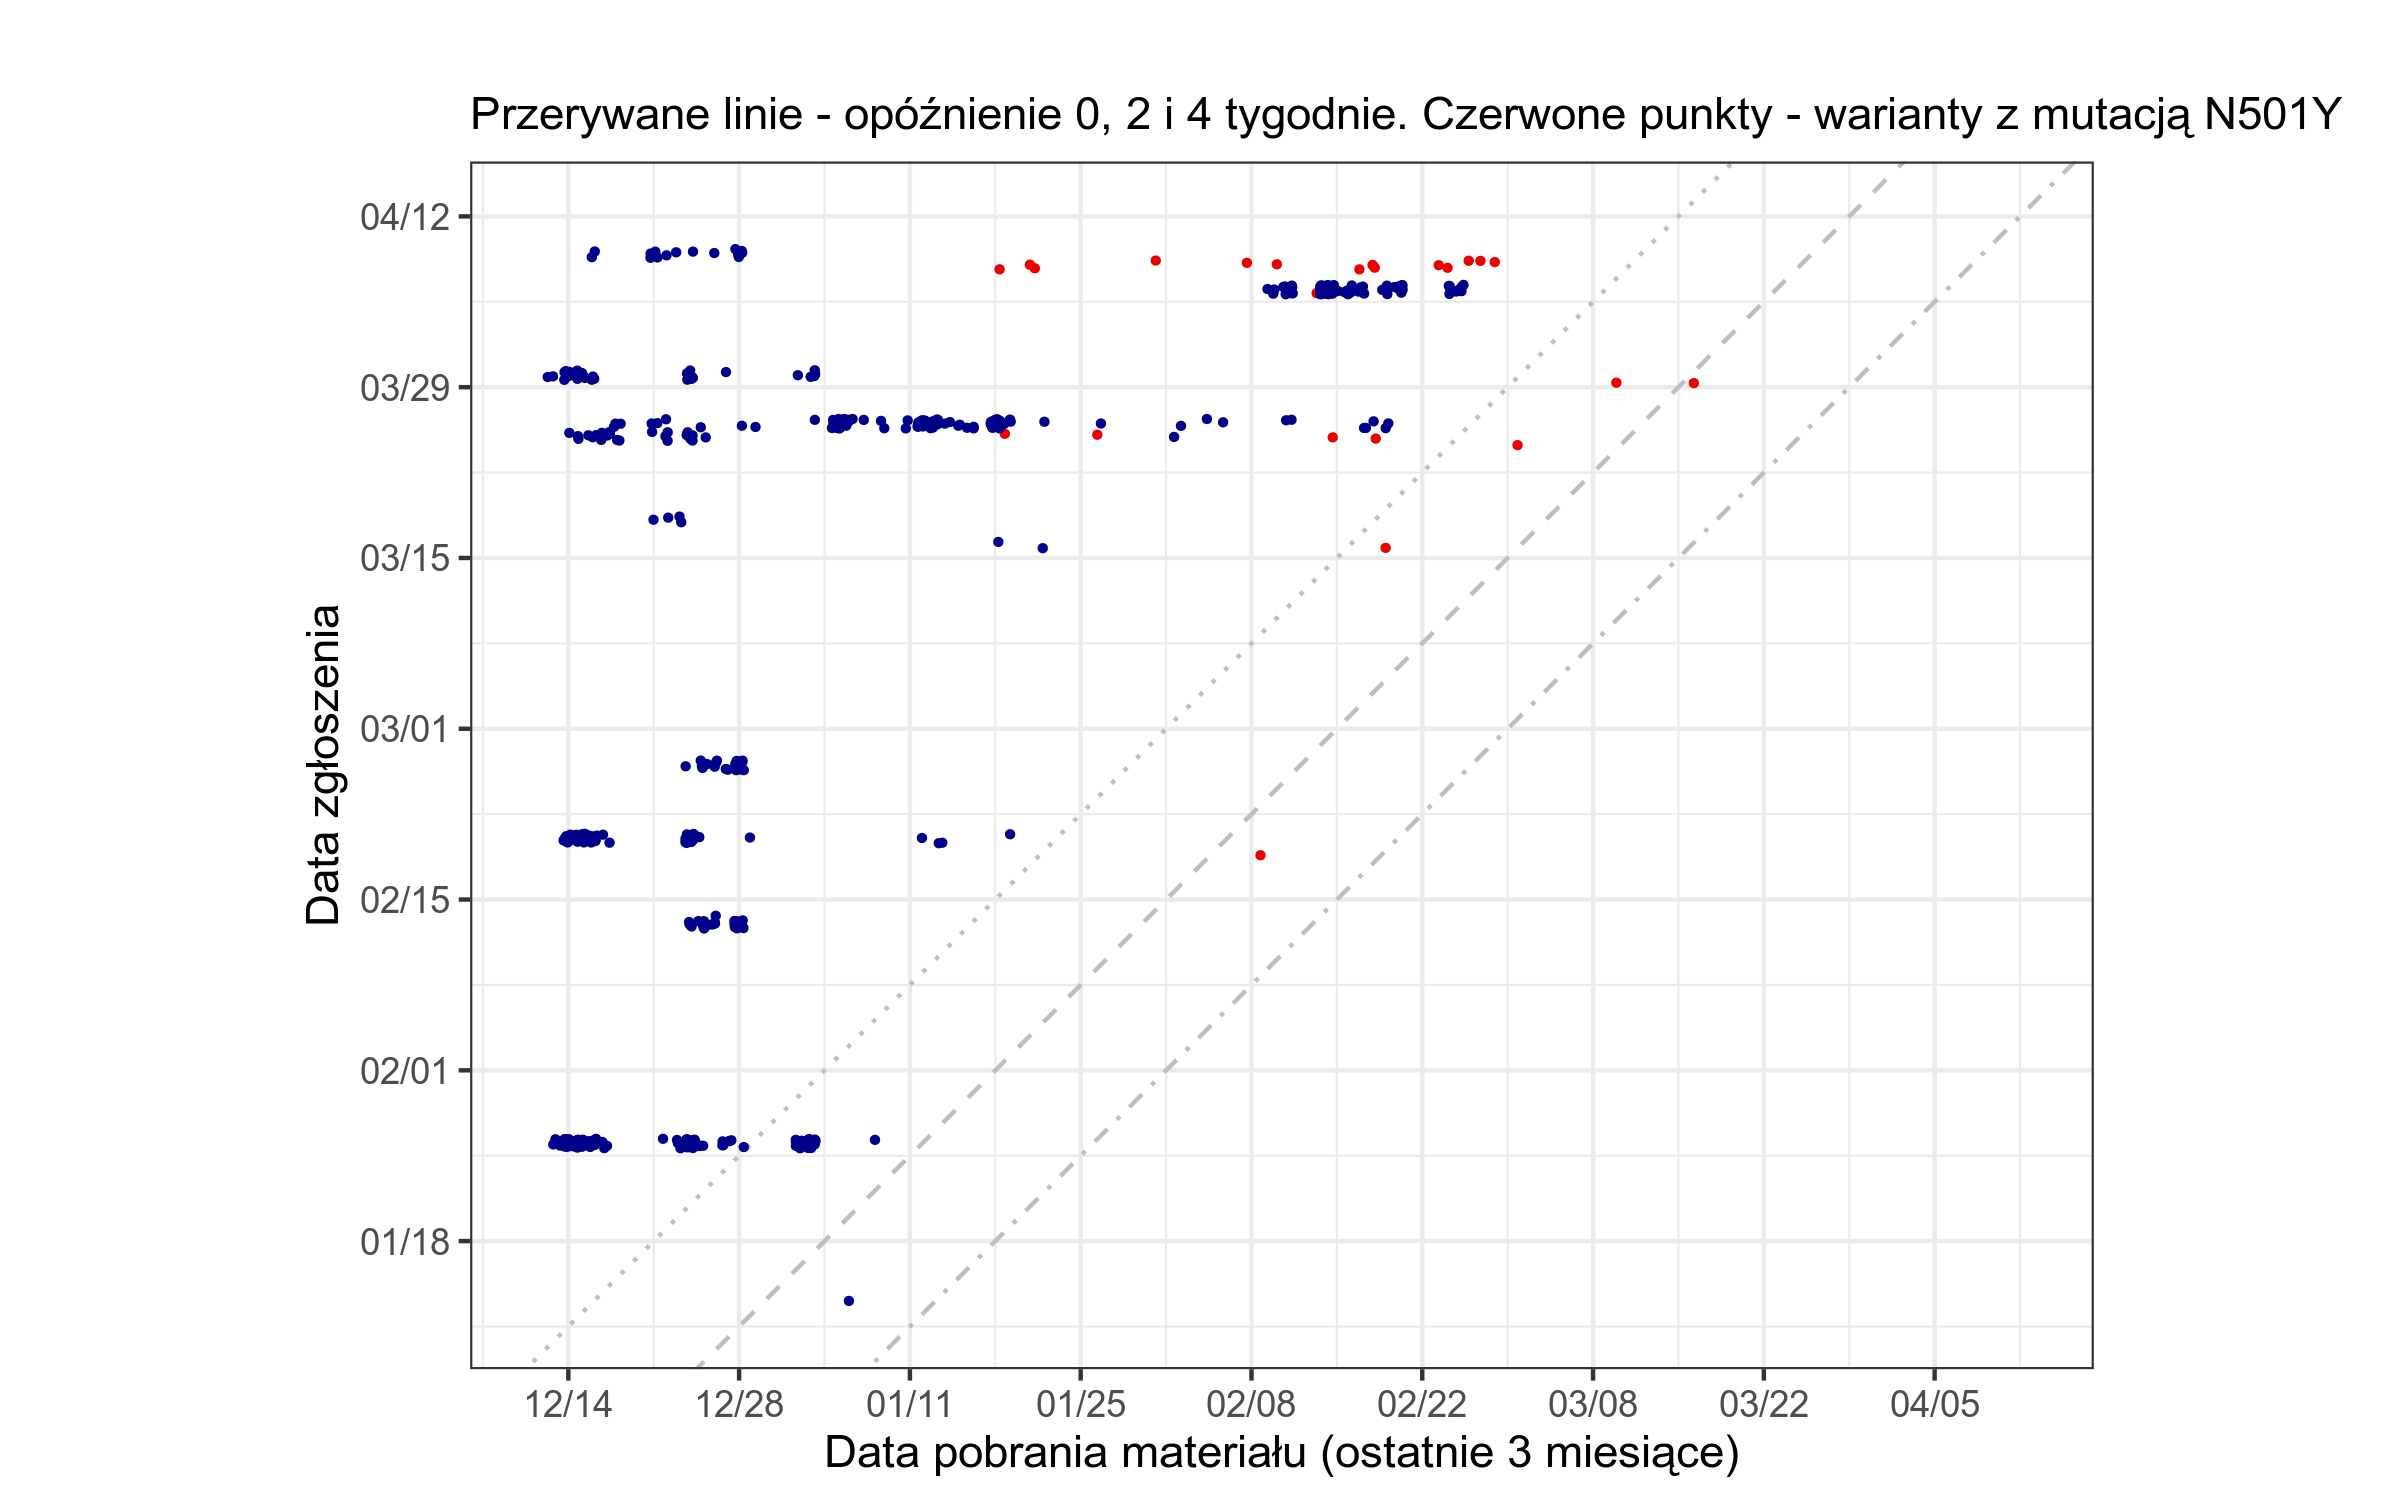 Przerywane linie - opóźnienie 0, 2 i 4 tygodnie. Czerwone punkty - warianty z mutacją N501Y
Data zgłoszenia
04/12
03/29
03/15
03/01
02/15
02/01
01/18
12/14 12/28 01/11 01/25 02/08 02/22 03/08 03/22 04/05
Data pobrania materiału (ostatnie 3 miesiące)